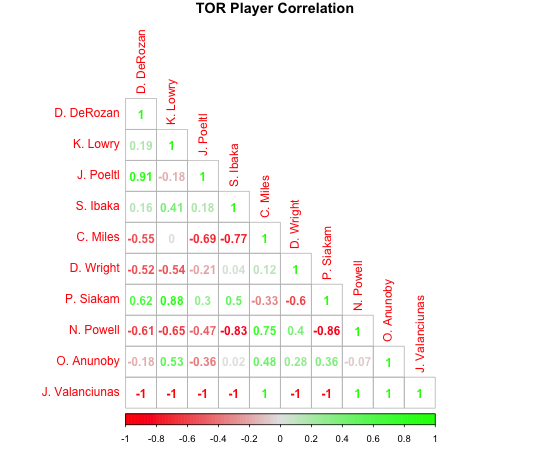 TOR Player Correlation
D. DeRozan
K. Lowry
J. Poeltl
S. Ibaka
C. Miles
D. Wright
P. Siakam
N. Powell
O. Anunoby
J. Valanciunas
D. DeRozan 1
K. Lowry 0.19 1
J. Poeltl 0.91 -0.18 1
S. Ibaka 0.16 0.41 0.18 1
C. Miles -0.55 0 -0.69 -0.77 1
D. Wright -0.52 -0.54 -0.21 0.04 0.12 1
P. Siakam 0.62 0.88 0.3 0.5 -0.33 -0.6 1
N. Powell -0.61 -0.65 -0.47 -0.83 0.75 0.4 -0.86 1
O. Anunoby -0.18 0.53 -0.36 0.02 0.48 0.28 0.36 -0.07 1
J. Valanciunas -1 -1 -1 -1 1 -1 -1 1 1 1
-1 -0.8 -0.6 -0.4 -0.2 0 0.2 0.4 0.6 0.8 1